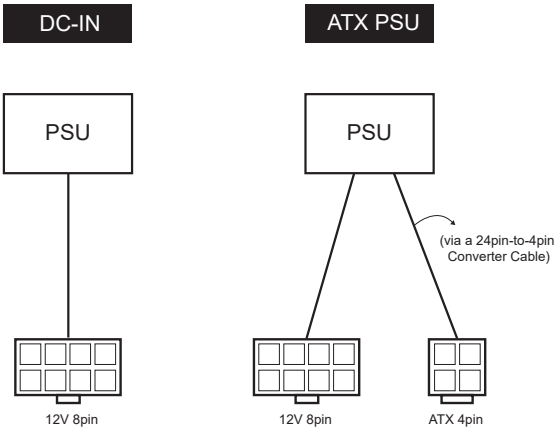 DC-IN
ATX PSU
PSU
PSU
(via a 24pin-to-4pin
Converter Cable)
12V 8pin
12V 8pin
ATX 4pin